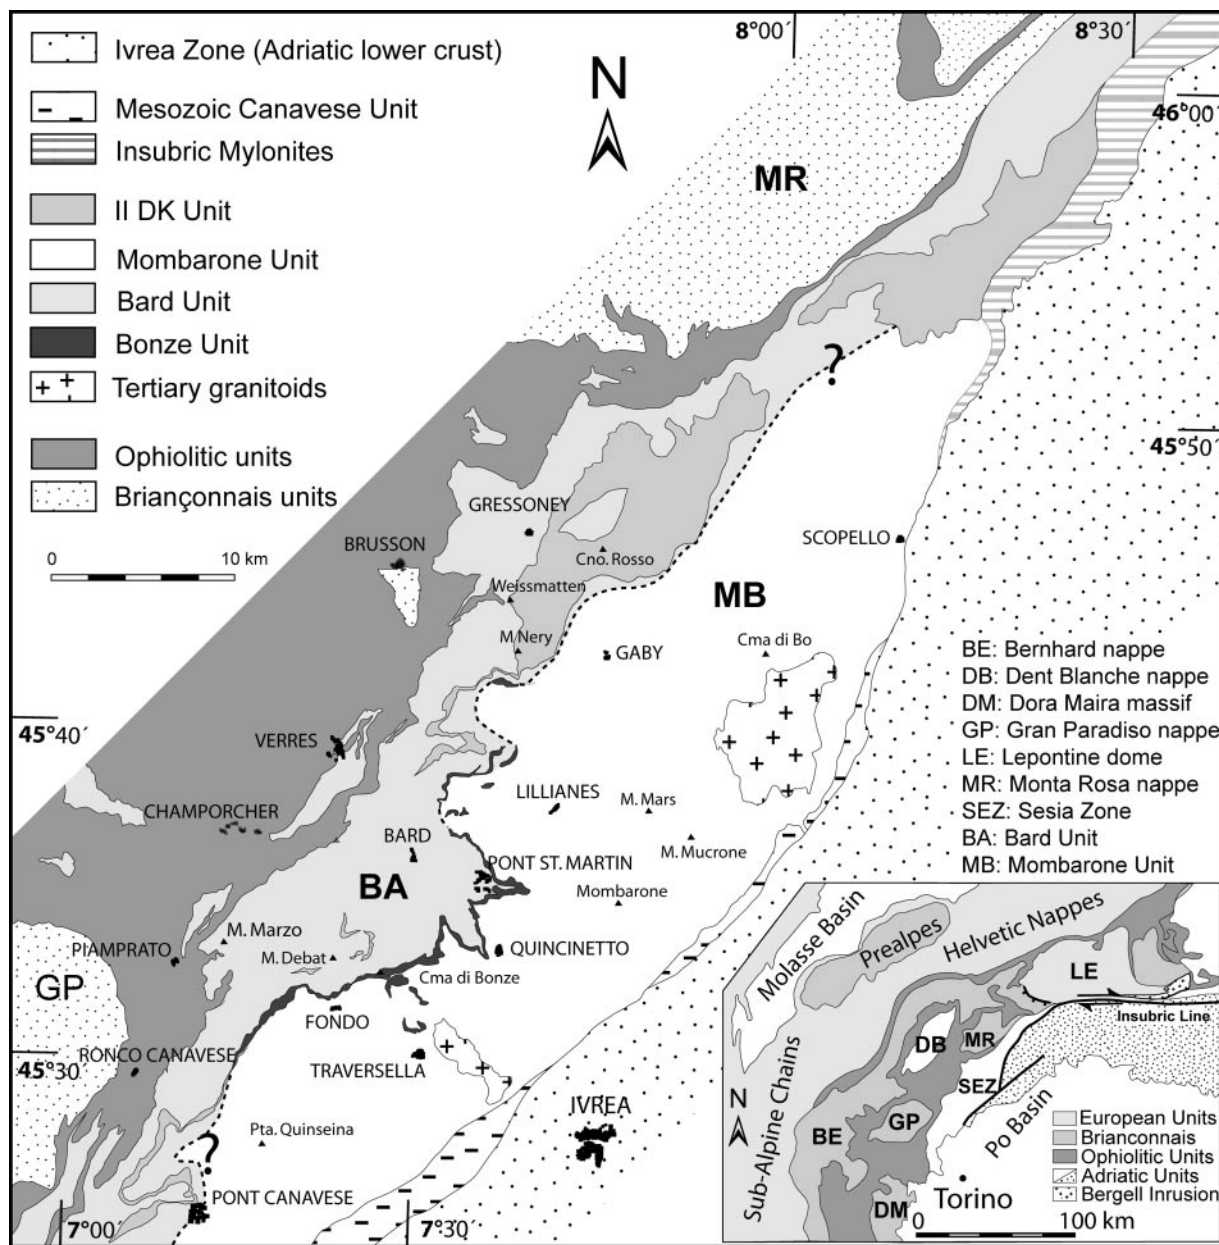 Ivrea Zone (Adriatic lower crust)
Mesozoic Canavese Unit
Insubric Mylonites
II DK Unit
Mombarone Unit
Bard Unit
Bonze Unit
Tertiary granitoids
Ophiolitic units
Briançonnais units
0 10 km
N
8°00´
8°30´
46°00´
MR
?
45°50´
GRESSONEY
BRUSSON
Cno. Rosso
SCOPELLO
Weissmatten
MB
M Nery
GABY
Cma di Bo
45°40´
VERRES
LILLIANES
M. Mars
CHAMPORCHER
BARD
M. Mucrone
PONT ST. MARTIN
BA
Mombarone
M. Marzo
PIAMPRATO
M. Debat
QUINCINETTO
Cma di Bonze
GP
FONDO
RONCO CANAVESE
45°30´
TRAVERSELLA
IVREA
Pta. Quinseina
?
PONT CANAVESE
7°00´
7°30´
BE: Bernhard nappe
DB: Dent Blanche nappe
DM: Dora Maira massif
GP: Gran Paradiso nappe
LE: Lepontine dome
MR: Monta Rosa nappe
SEZ: Sesia Zone
BA: Bard Unit
MB: Mombarone Unit
Molasse Basin
Prealpes
Helvetic Nappes
LE
Insubric Line
DB
MR
SEZ
N
Sub-Alpine Chains
BE
GP
Po Basin
Torino
DM
European Units
Brianconnais
Ophiolitic Units
Adriatic Units
Bergell Inrusion
0 100 km